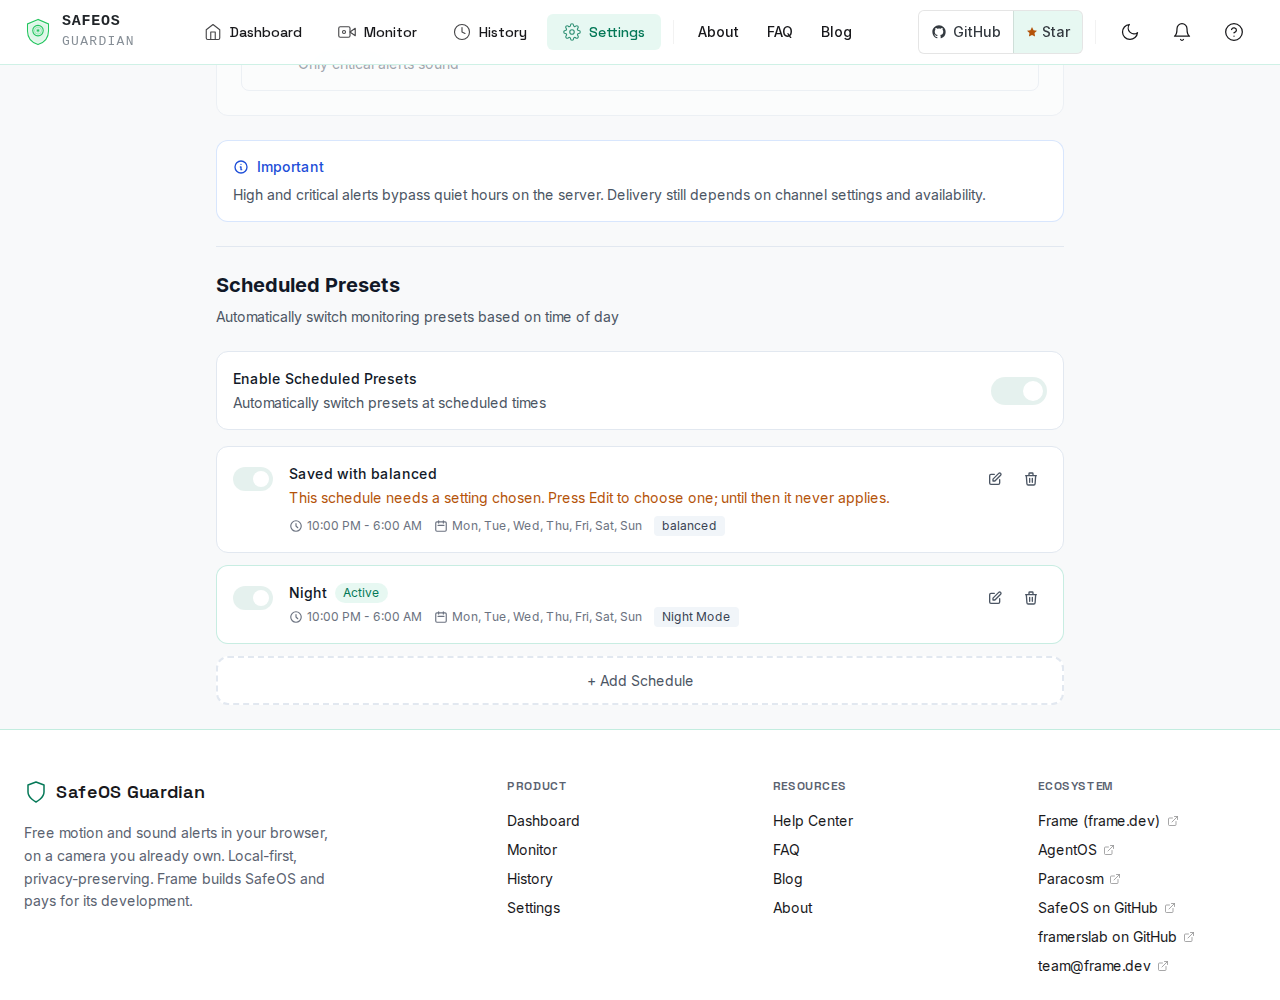 SAFEOS
GUARDIAN
Dashboard
Monitor
History
Settings
About
FAQ
Blog
GitHub
Star
Only critical alerts sound
Important
High and critical alerts bypass quiet hours on the server. Delivery still depends on channel settings and availability.
Scheduled Presets
Automatically switch monitoring presets based on time of day
Enable Scheduled Presets
Automatically switch presets at scheduled times
Saved with balanced
This schedule needs a setting chosen. Press Edit to choose one; until then it never applies.
10:00 PM - 6:00 AM
Mon, Tue, Wed, Thu, Fri, Sat, Sun
balanced
Night
Active
10:00 PM - 6:00 AM
Mon, Tue, Wed, Thu, Fri, Sat, Sun
Night Mode
+ Add Schedule
SafeOS Guardian
Free motion and sound alerts in your browser,
on a camera you already own. Local-first,
privacy-preserving. Frame builds SafeOS and
pays for its development.
PRODUCT
Dashboard
Monitor
History
Settings
RESOURCES
Help Center
FAQ
Blog
About
ECOSYSTEM
Frame (frame.dev)
AgentOS
Paracosm
SafeOS on GitHub
framerslab on GitHub
team@frame.dev